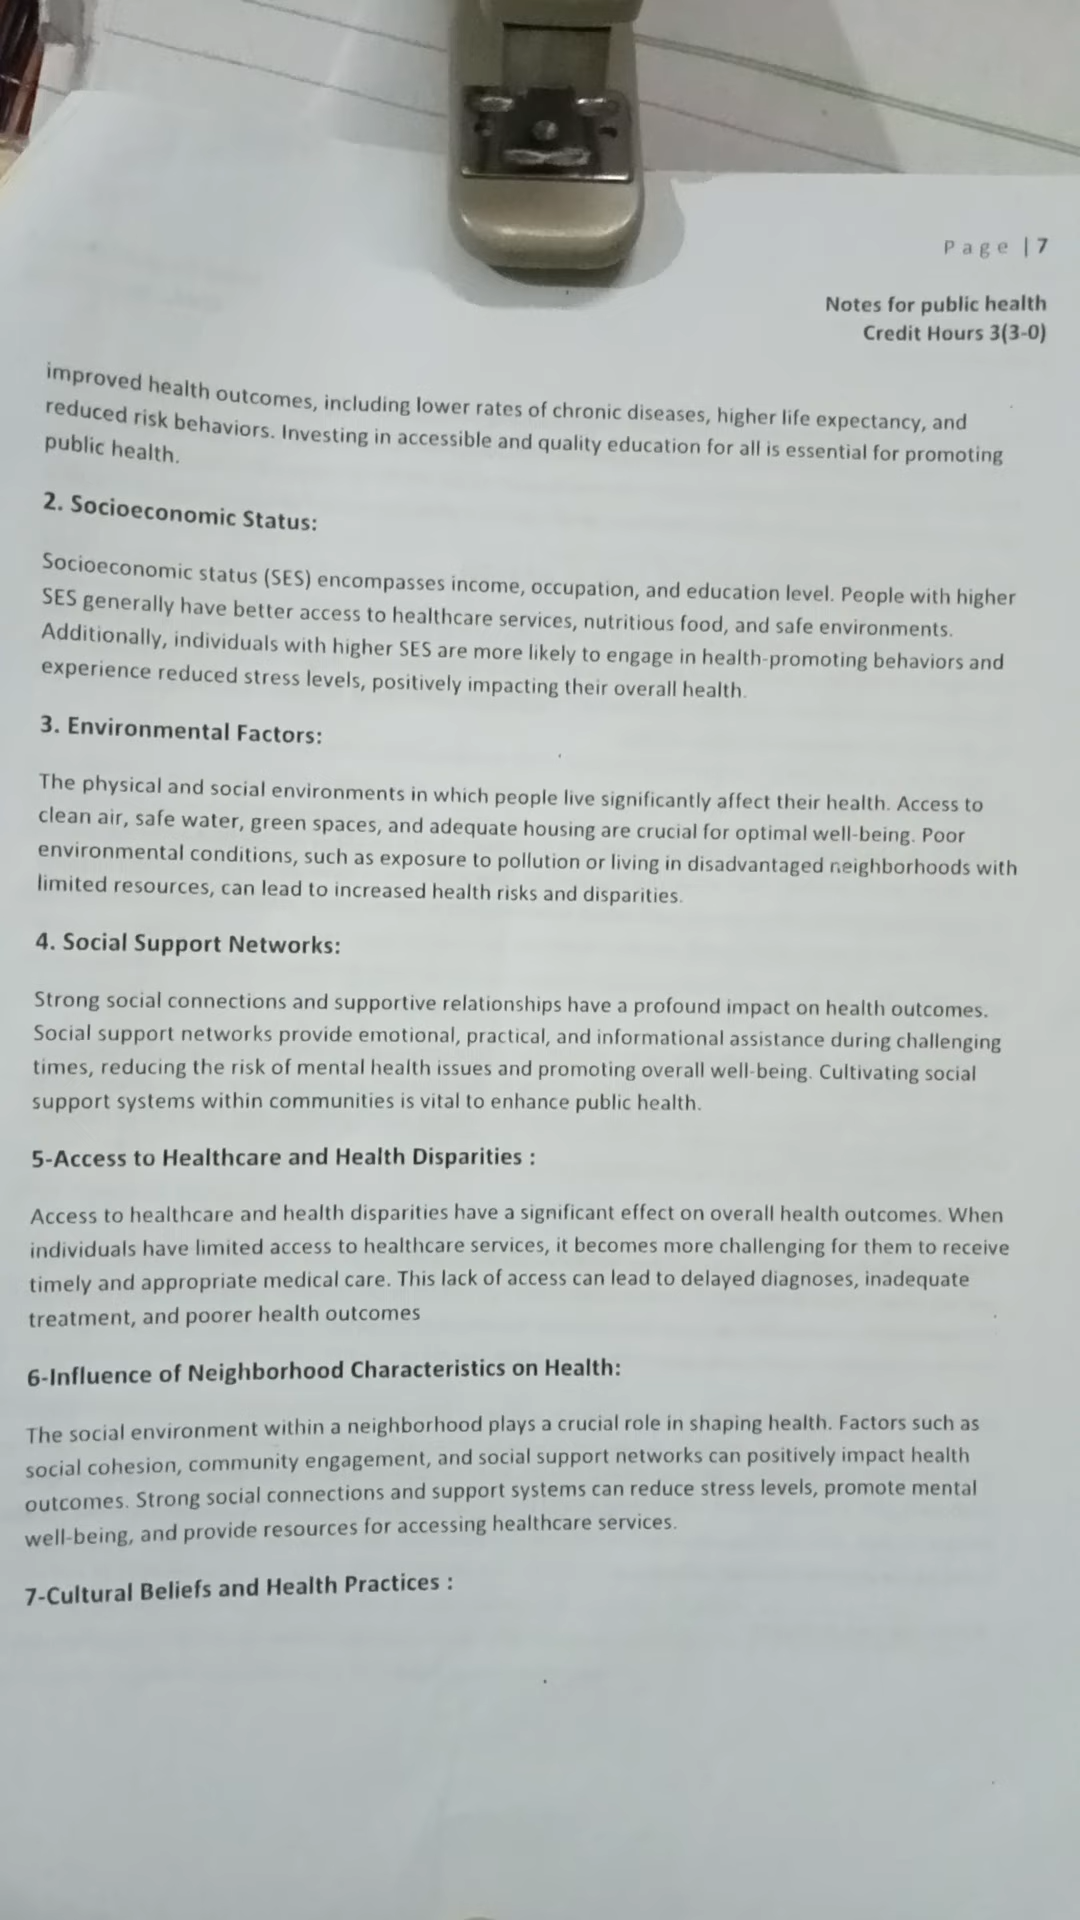 Page | 7
Notes for public health
Credit Hours 3(3-0)
improved health outcomes, including lower rates of chronic diseases, higher life expectancy, and
reduced risk behaviors. Investing in accessible and quality education for all is essential for promoting
public health.
2. Socioeconomic Status:
Socioeconomic status (SES) encompasses income, occupation, and education level. People with higher
SES generally have better access to healthcare services, nutritious food, and safe environments.
Additionally, individuals with higher SES are more likely to engage in health-promoting behaviors and
experience reduced stress levels, positively impacting their overall health.
3. Environmental Factors:
The physical and social environments in which people live significantly affect their health. Access to
clean air, safe water, green spaces, and adequate housing are crucial for optimal well-being. Poor
environmental conditions, such as exposure to pollution or living in disadvantaged neighborhoods with
limited resources, can lead to increased health risks and disparities.
4. Social Support Networks:
Strong social connections and supportive relationships have a profound impact on health outcomes.
Social support networks provide emotional, practical, and informational assistance during challenging
times, reducing the risk of mental health issues and promoting overall well-being. Cultivating social
support systems within communities is vital to enhance public health.
5-Access to Healthcare and Health Disparities :
Access to healthcare and health disparities have a significant effect on overall health outcomes. When
individuals have limited access to healthcare services, it becomes more challenging for them to receive
timely and appropriate medical care. This lack of access can lead to delayed diagnoses, inadequate
treatment, and poorer health outcomes
6-Influence of Neighborhood Characteristics on Health:
The social environment within a neighborhood plays a crucial role in shaping health. Factors such as
social cohesion, community engagement, and social support networks can positively impact health
outcomes. Strong social connections and support systems can reduce stress levels, promote mental
well-being, and provide resources for accessing healthcare services.
7-Cultural Beliefs and Health Practices :